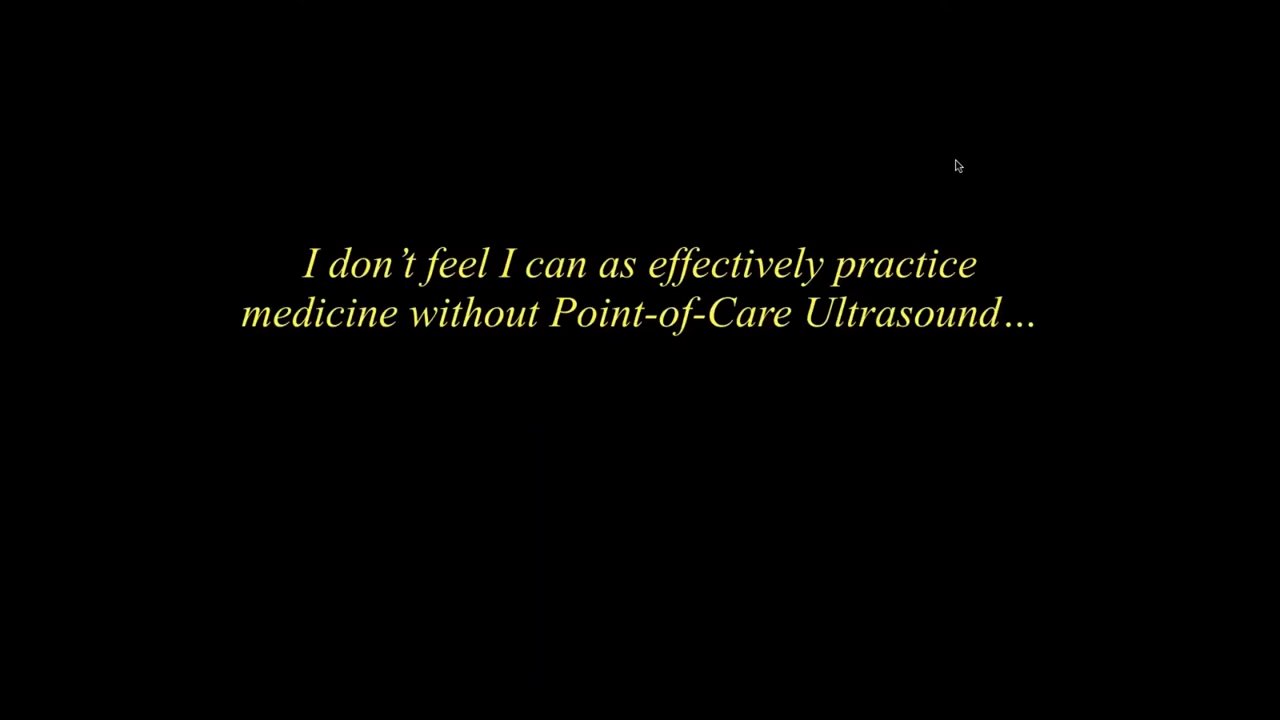 I don’t feel I can as effectively practice
medicine without Point-of-Care Ultrasound…